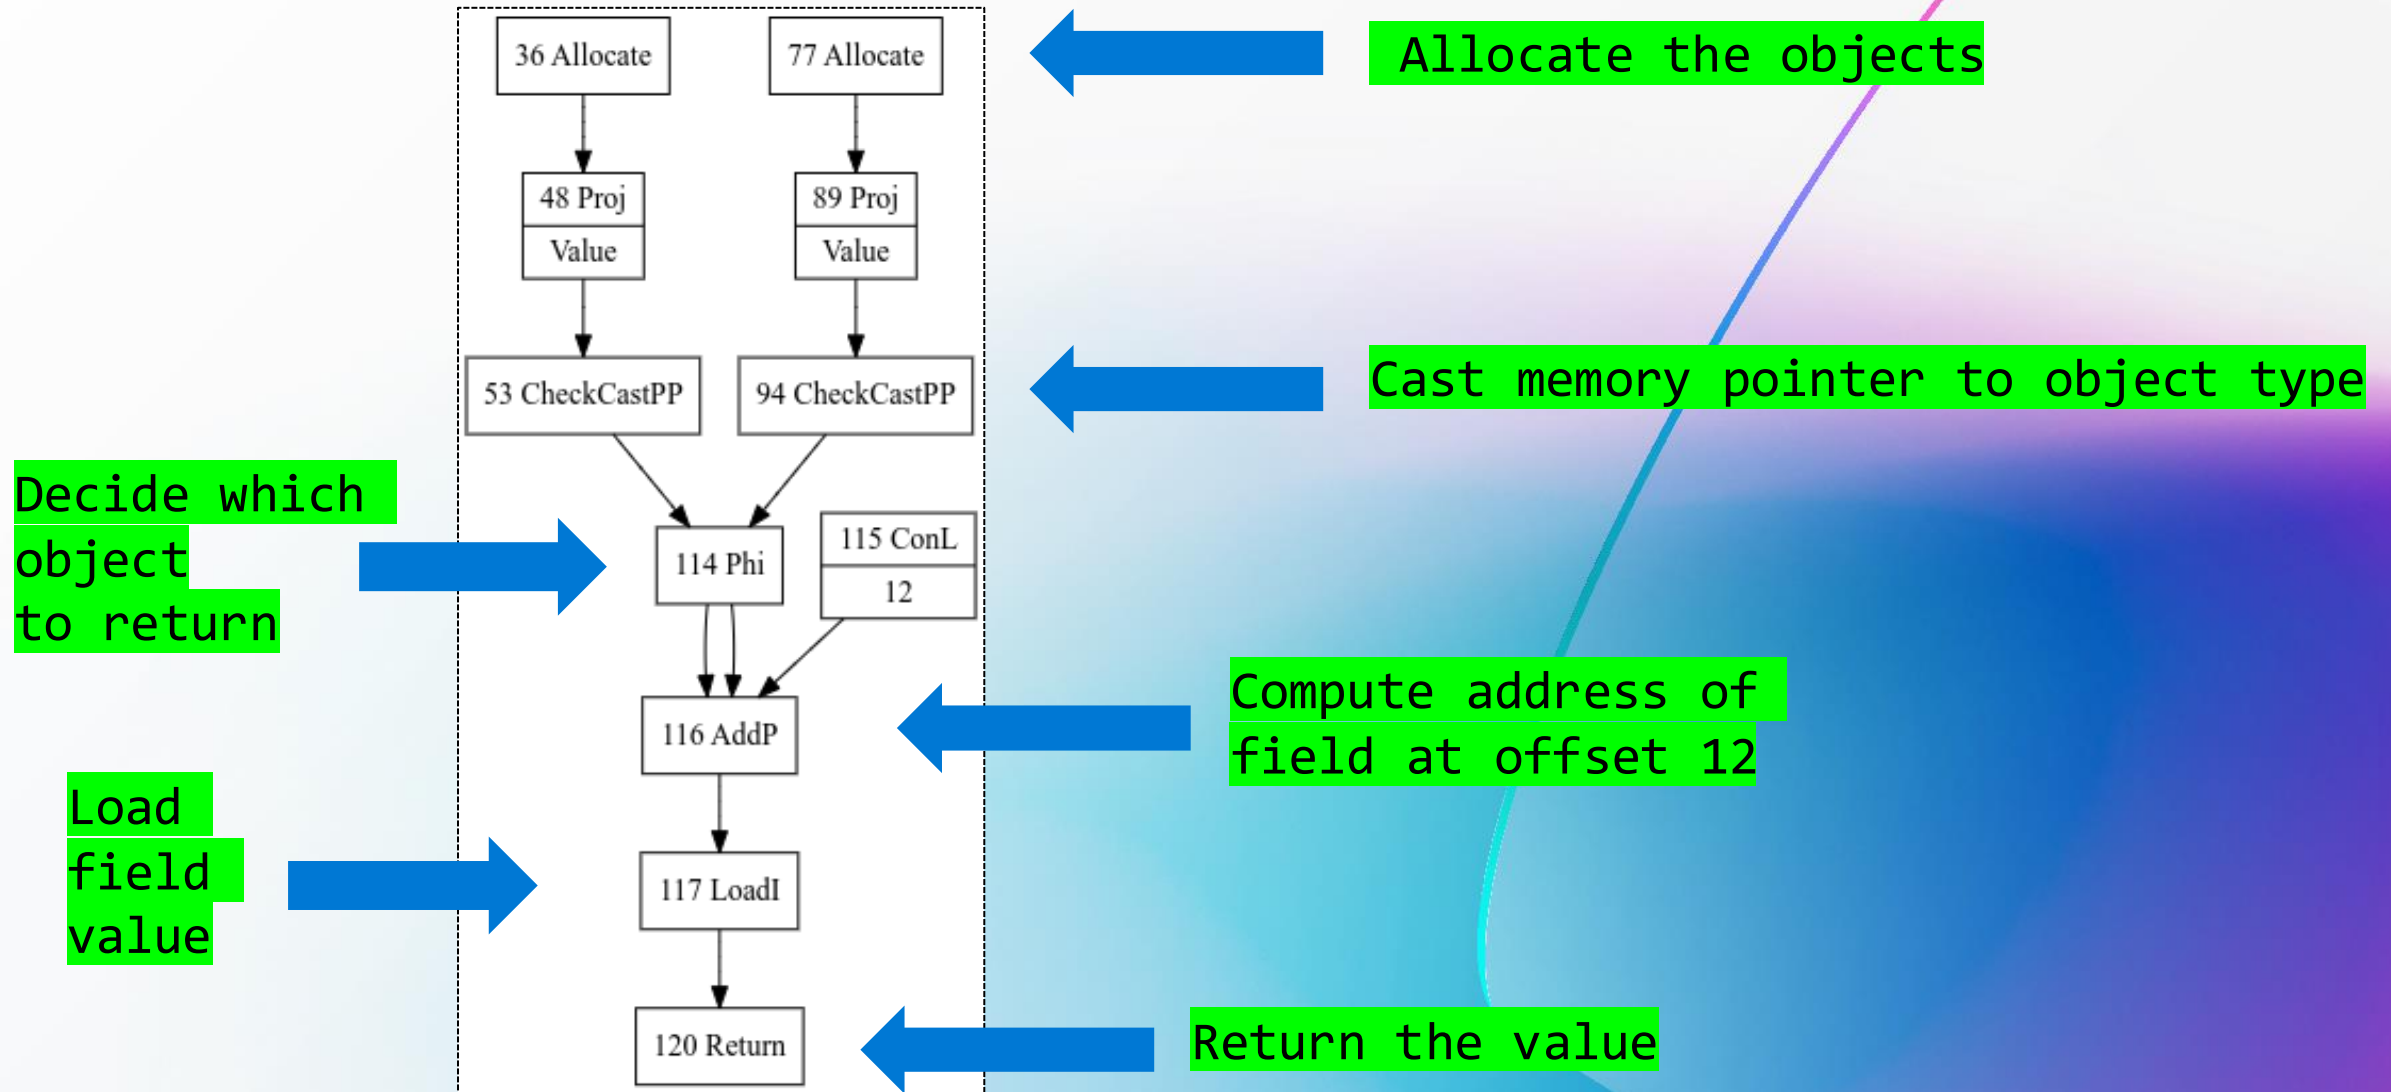 36 Allocate
77 Allocate
Allocate the objects
48 Proj
Value
89 Proj
Value
53 CheckCastPP
94 CheckCastPP
Cast memory pointer to object type
Decide which
object
to return
114 Phi
115 ConL
12
116 AddP
Compute address of
field at offset 12
Load
field
value
117 LoadI
120 Return
Return the value